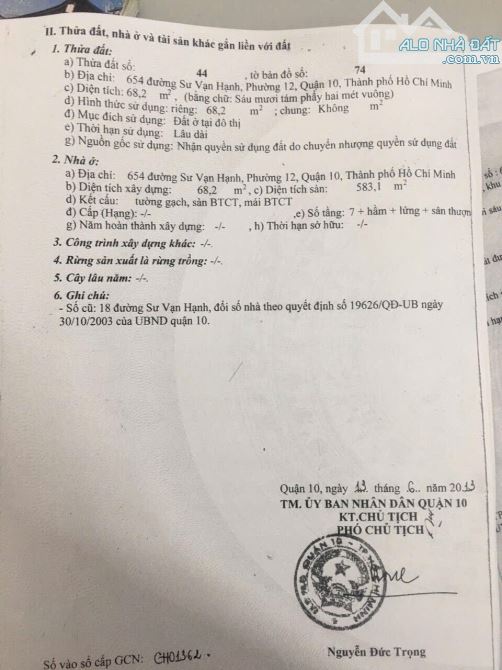 ALO NHÀ ĐẤT
II. Thửa đất, nhà ở và tài sản khác gắn liền với đất
1. Thửa đất:
a) Thửa đất số: 44 , tờ bản đồ số: 74
b) Địa chỉ: 654 đường Sư Vạn Hạnh, Phường 12, Quận 10, Thành phố Hồ Chí Minh
c) Diện tích: 68,2 m², (bằng chữ: Sáu mươi tám phẩy hai mét vuông)
d) Hình thức sử dụng: riêng: 68,2 m² ; chung: Không m²
đ) Mục đích sử dụng: Đất ở tại đô thị
e) Thời hạn sử dụng: Lâu dài
g) Nguồn gốc sử dụng: Nhận quyền sử dụng đất do chuyển nhượng quyền sử dụng đất
2. Nhà ở:
a) Địa chỉ: 654 đường Sư Vạn Hạnh, Phường 12, Quận 10, Thành phố Hồ Chí Minh
b) Diện tích xây dựng: 68,2 m², c) Diện tích sàn: 583,1 m²
d) Kết cấu: tường gạch, sàn BTCT, mái BTCT
đ) Cấp (Hạng): -/- ,e) Số tầng: 7 + hầm + lửng + sân thượn
g) Năm hoàn thành xây dựng: -/- , h) Thời hạn sở hữu: -/-
3. Công trình xây dựng khác: -/-
4. Rừng sản xuất là rừng trồng: -/-
5. Cây lâu năm: -/-
6. Ghi chú:
- Số cũ: 18 đường Sư Vạn Hạnh, đổi số nhà theo quyết định số 19626/QĐ-UB ngày
30/10/2003 của UBND quận 10.
Quận 10, ngày 13 tháng 6.. năm 2013
TM. ỦY BAN NHÂN DÂN QUẬN 10
KT.CHỦ TỊCH
PHÓ CHỦ TỊCH
Nguyễn Đức Trọng
Số vào sổ cấp GCN: CH01362.